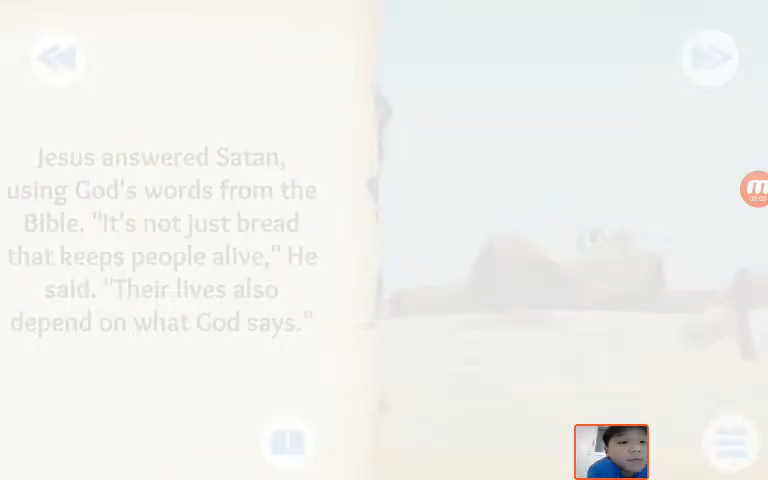 Jesus answered Satan,
using God's words from the
Bible. "It's not just bread
that keeps people alive," He
said. "Their lives also
depend on what God says."